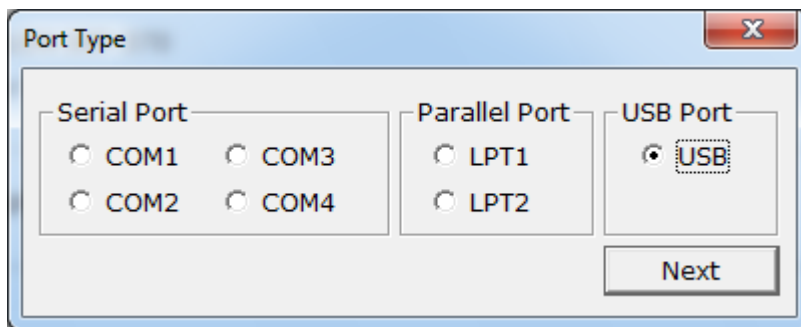 Port Type
Serial Port
COM1 COM3
COM2 COM4
Parallel Port
LPT1
LPT2
USB Port
USB
Next